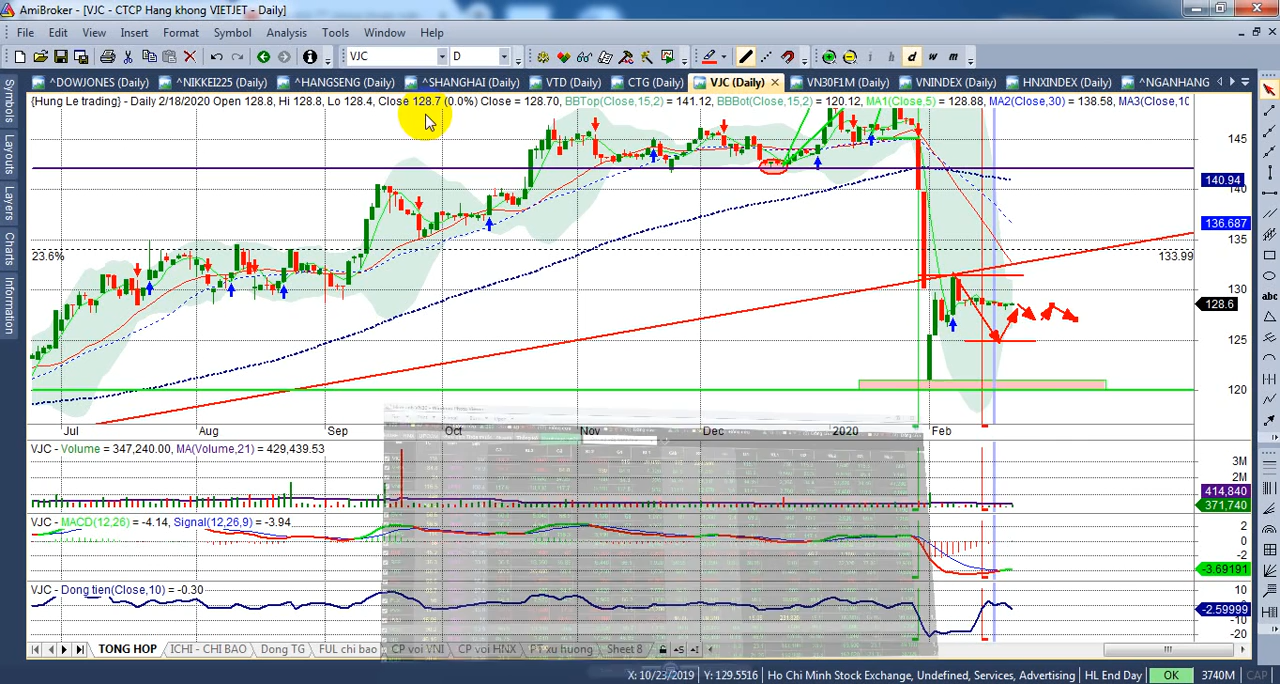 AmiBroker - [VJC - CTCP Hang khong VIETJET - Daily]
File Edit View Insert Format Symbol Analysis Tools Window Help
VJC D i h d w m
^DOWJONES (Daily) ^NIKKEI225 (Daily) ^HANGSENG (Daily) ^SHANGHAI (Daily) VTD (Daily) CTG (Daily) VJC (Daily) VN30F1M (Daily) VNINDEX (Daily) HNXINDEX (Daily) ^NGANHANG
{Hung Le trading} - Daily 2/18/2020 Open 128.8, Hi 128.8, Lo 128.4, Close 128.7 (0.0%) Close = 128.70, BBTop(Close,15,2) = 141.12, BBBot(Close,15,2) = 120.12, MA1(Close,5) = 128.88, MA2(Close,30) = 138.58, MA3(Close,10
Symbols
Layouts
Layers
Charts
Information
abc
145
140.94
140
136.687
135
23.6%
133.99
130
128.6
125
120
Jul Aug Sep Oct Nov Dec 2020 Feb
VJC - Volume = 347,240.00, MA(Volume,21) = 429,439.53
3M
2M
414,840
371,740
VJC - MACD(12,26) = -4.14, Signal(12,26,9) = -3.94
2
0
-2
-3.69191
VJC - Dong tien(Close,10) = -0.30
10
-2.59999
-10
-20
TONG HOP ICHI - CHI BAO Dong TG FUL chi bao CP voi VNI CP voi HNX PT xu huong Sheet 8
X: 10/23/2019 Y: 129.5516 Ho Chi Minh Stock Exchange, Undefined, Services, Advertising HL End Day OK 3740M CAP